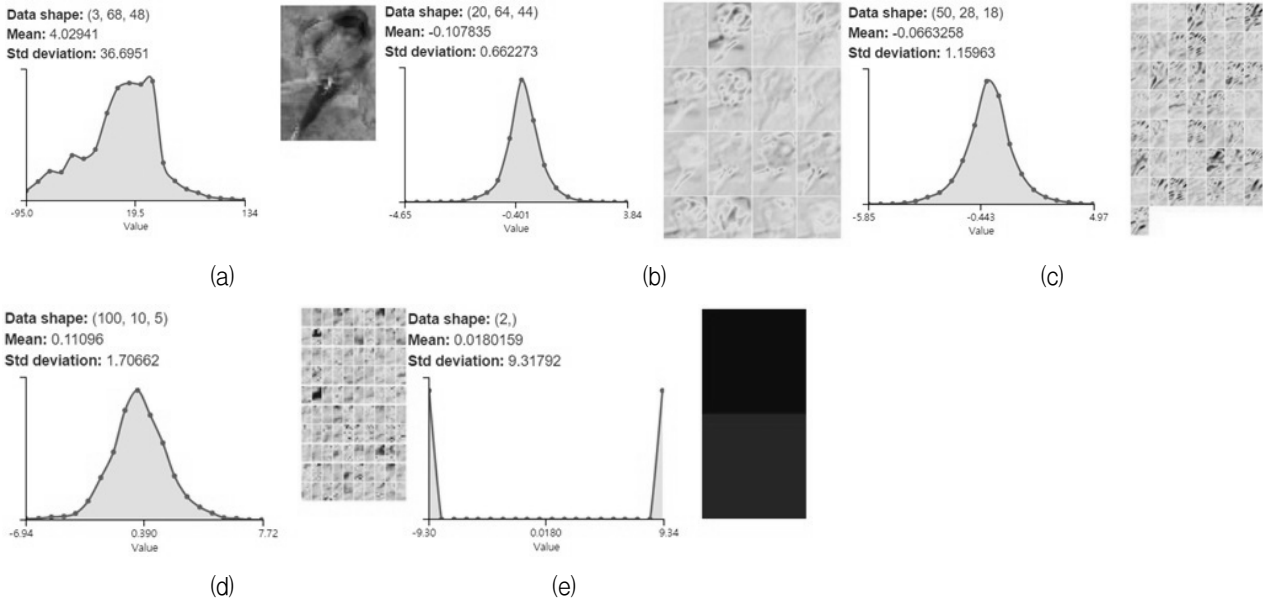 Data shape: (3, 68, 48)
Mean: 4.02941
Std deviation: 36.6951
-95.0 19.5 134
Value
(a)
Data shape: (20, 64, 44)
Mean: -0.107835
Std deviation: 0.662273
-4.65 -0.401 3.84
Value
(b)
Data shape: (50, 28, 18)
Mean: -0.0663258
Std deviation: 1.15963
-5.85 -0.443 4.97
Value
(c)
Data shape: (100, 10, 5)
Mean: 0.11096
Std deviation: 1.70662
-6.94 0.390 7.72
Value
(d)
Data shape: (2,)
Mean: 0.0180159
Std deviation: 9.31792
-9.30 0.0180 9.34
Value
(e)